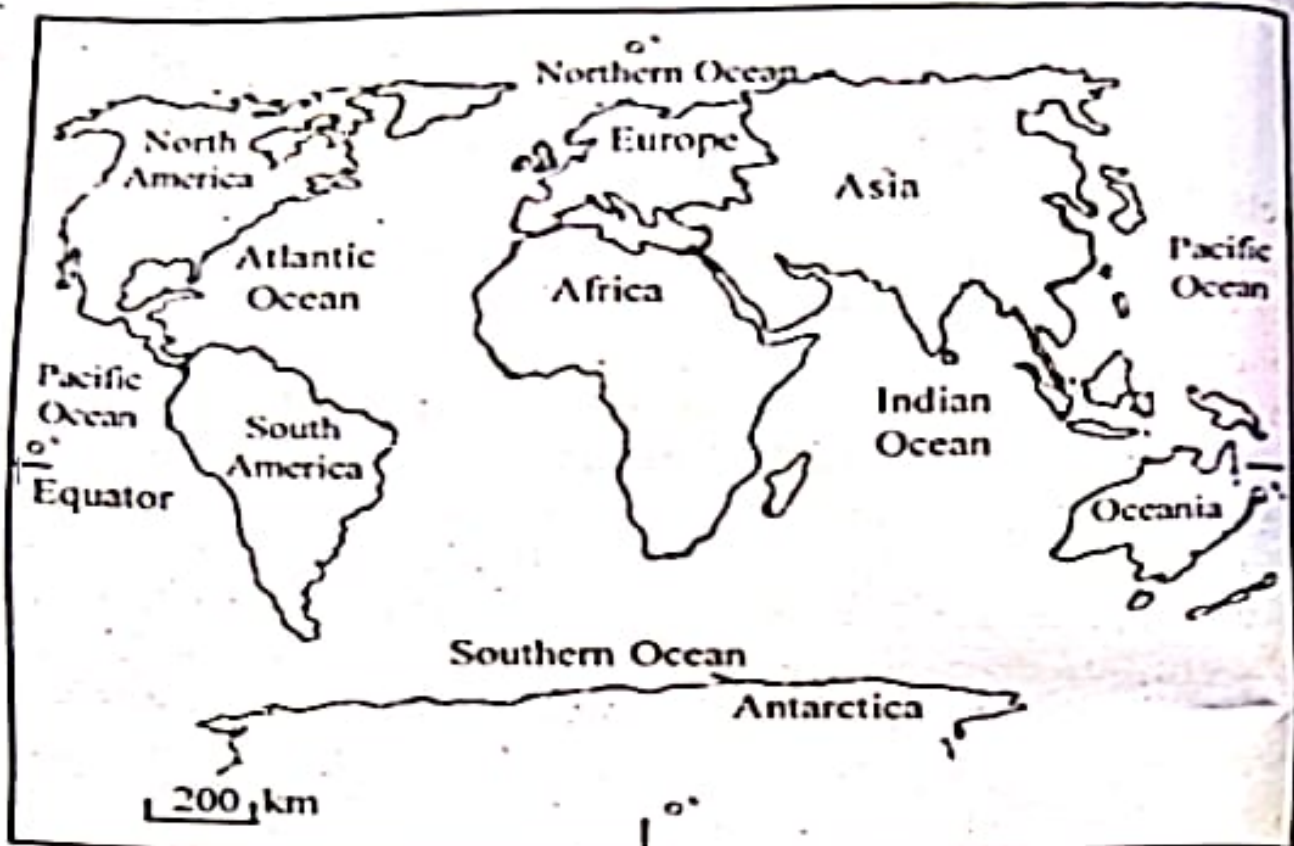 0°
Northern Ocean
North
America
Europe
Asia
Atlantic
Ocean
Africa
Pacific
Ocean
Pacific
Ocean
South
America
Indian
Ocean
0°
Equator
0°
Oceania
Southern Ocean
Antarctica
200 km
0°